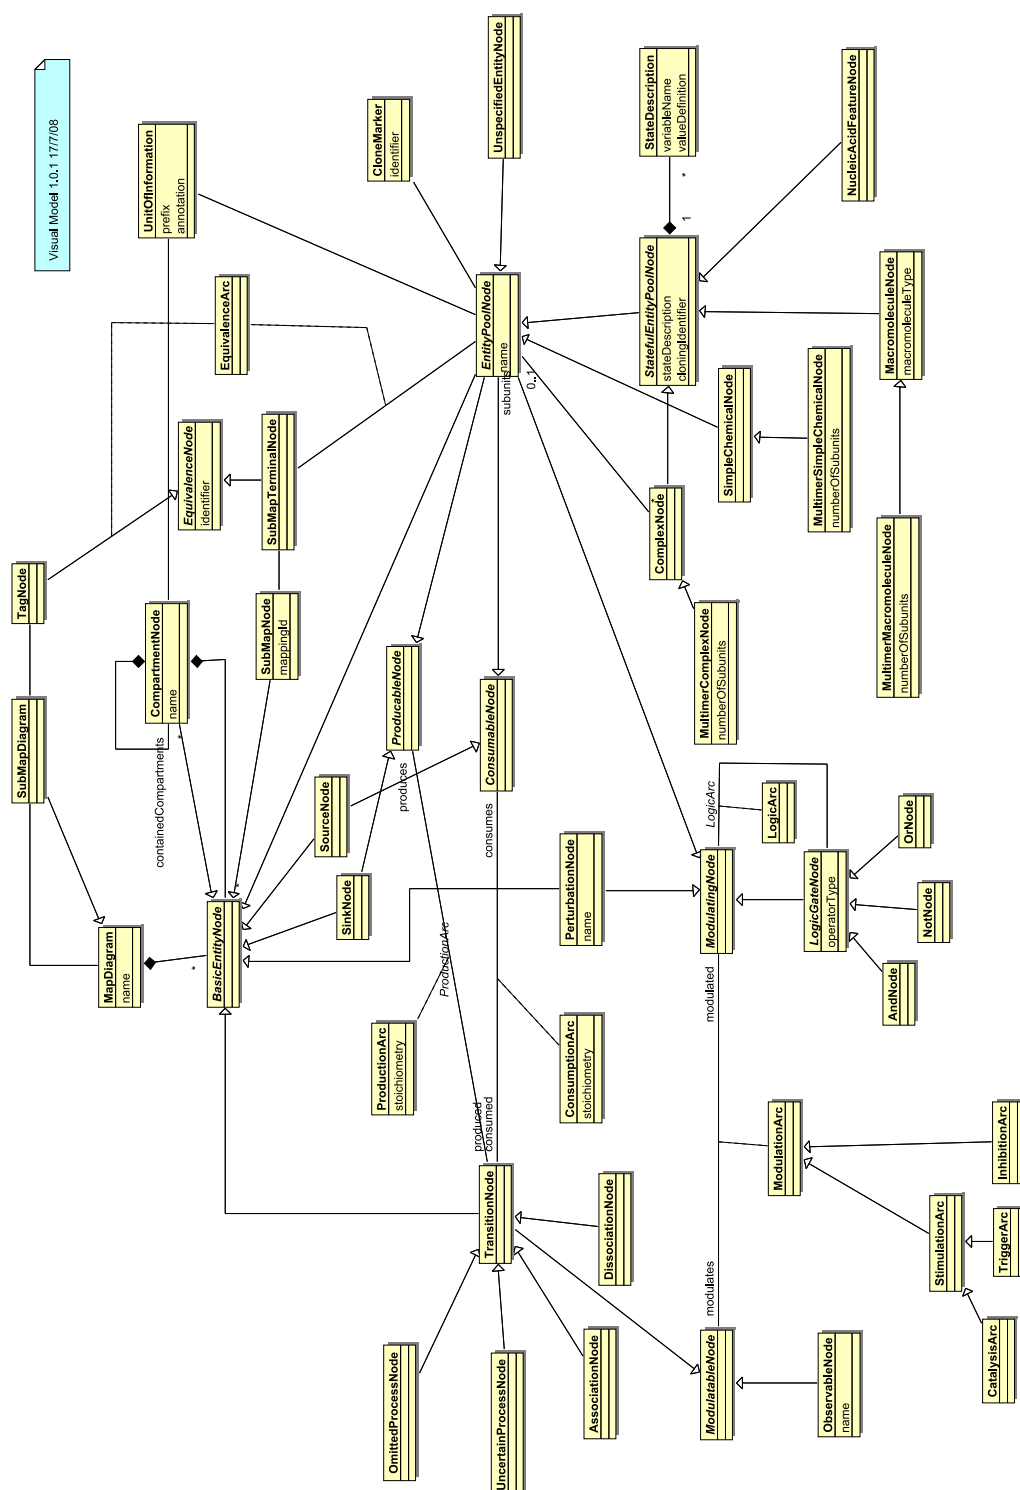 Visual Model 1.0.1 17/7/08
UnitOfInformation
prefix
annotation
CloneMarker
identifier
UnspecifiedEntityNode
StateDescription
variableName
valueDefinition
NucleicAcidFeatureNode
EquivalenceArc
EntityPoolNode
name
subunits
0..1
*
1
StatefulEntityPoolNode
stateDescription
cloningIdentifier
MacromoleculeNode
macromoleculeType
EquivalenceNode
identifier
SubMapTerminalNode
SimpleChemicalNode
MultimerSimpleChemicalNode
numberOfSubunits
ComplexNode
*
MultimerMacromoleculeNode
numberOfSubunits
MultimerComplexNode
numberOfSubunits
TagNode
CompartmentNode
name
SubMapNode
mappingId
SubMapDiagram
containedCompartments
*
ProducableNode
produces
ConsumableNode
consumes
SourceNode
SinkNode
MapDiagram
name
*
BasicEntityNode
*
PerturbationNode
name
ModulatingNode
LogicArc
LogicArc
LogicGateNode
operatorType
OrNode
NotNode
AndNode
modulated
ProductionArc
ProductionArc
stoichiometry
ConsumptionArc
stoichiometry
produced
consumed
TransitionNode
DissociationNode
ModulationArc
InhibitionArc
StimulationArc
TriggerArc
CatalysisArc
modulates
OmittedProcessNode
UncertainProcessNode
AssociationNode
ModulatableNode
ObservableNode
name